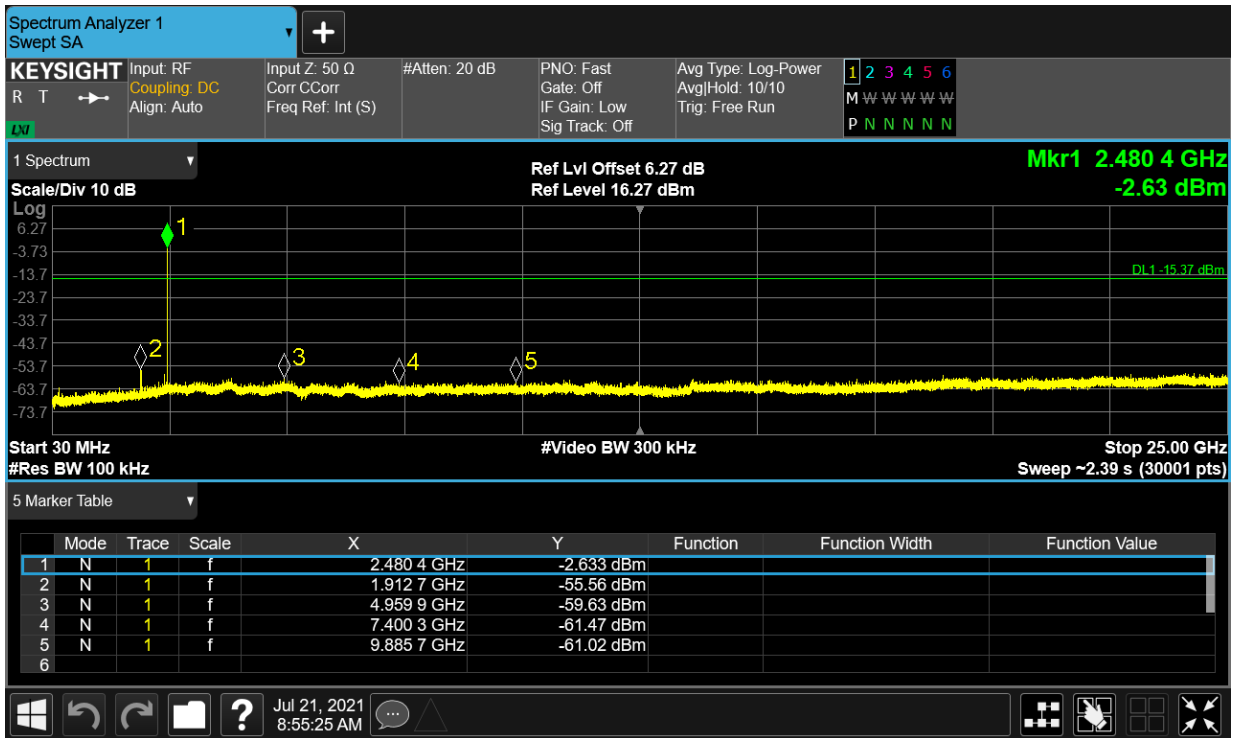 Spectrum Analyzer 1
Swept SA
+
KEYSIGHT
R T
LXI
Input: RF
Coupling: DC
Align: Auto
Input Z: 50 Ω
Corr CCorr
Freq Ref: Int (S)
#Atten: 20 dB
PNO: Fast
Gate: Off
IF Gain: Low
Sig Track: Off
Avg Type: Log-Power
Avg|Hold: 10/10
Trig: Free Run
1 2 3 4 5 6
M W W W W W
P N N N N N
1 Spectrum
Scale/Div 10 dB
Ref Lvl Offset 6.27 dB
Ref Level 16.27 dBm
Mkr1 2.480 4 GHz
-2.63 dBm
Log
6.27
-3.73
-13.7
-23.7
-33.7
-43.7
-53.7
-63.7
-73.7
1
2
3
4
5
DL1 -15.37 dBm
Start 30 MHz
#Video BW 300 kHz
Stop 25.00 GHz
#Res BW 100 kHz
Sweep ~2.39 s (30001 pts)
5 Marker Table
Mode Trace Scale X Y Function Function Width Function Value
1 N 1 f 2.480 4 GHz -2.633 dBm
2 N 1 f 1.912 7 GHz -55.56 dBm
3 N 1 f 4.959 9 GHz -59.63 dBm
4 N 1 f 7.400 3 GHz -61.47 dBm
5 N 1 f 9.885 7 GHz -61.02 dBm
6
?
Jul 21, 2021
8:55:25 AM